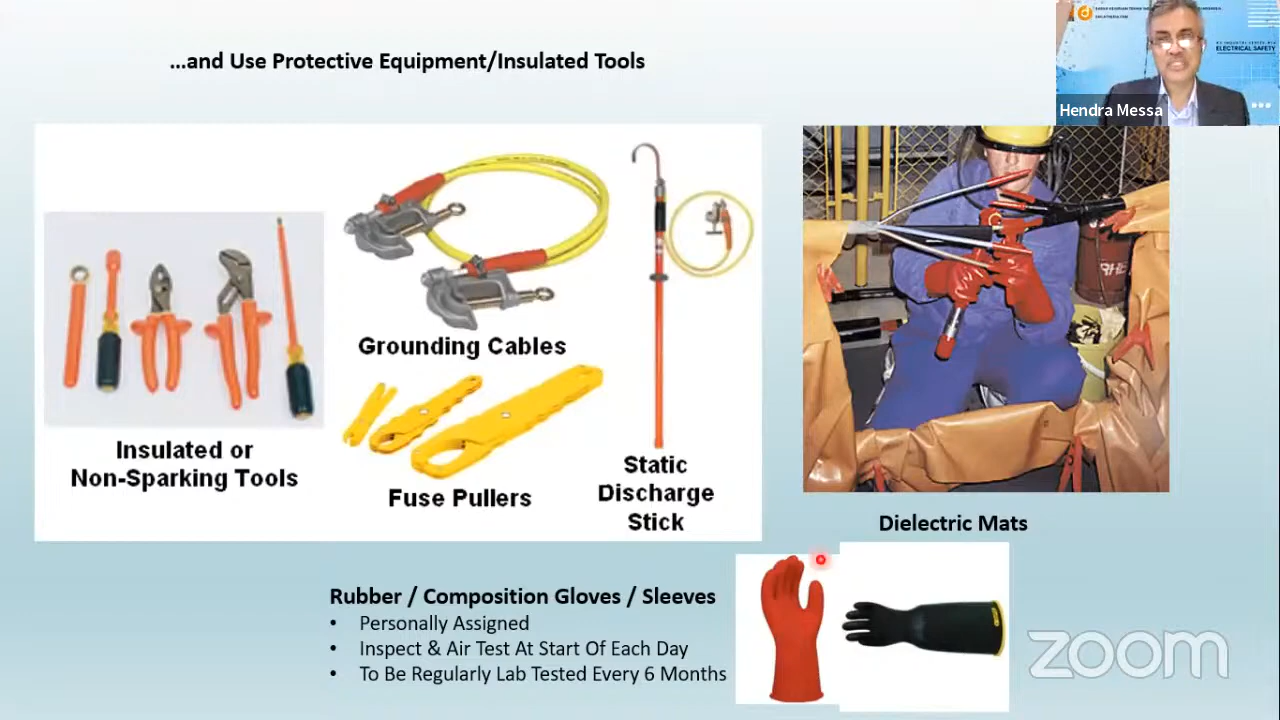 ...and Use Protective Equipment/Insulated Tools
ELECTRICAL SAFETY
Hendra Messa
Grounding Cables
Insulated or
Non-Sparking Tools
Fuse Pullers
Static
Discharge
Stick
Dielectric Mats
Rubber / Composition Gloves / Sleeves
• Personally Assigned
• Inspect & Air Test At Start Of Each Day
• To Be Regularly Lab Tested Every 6 Months
zoom